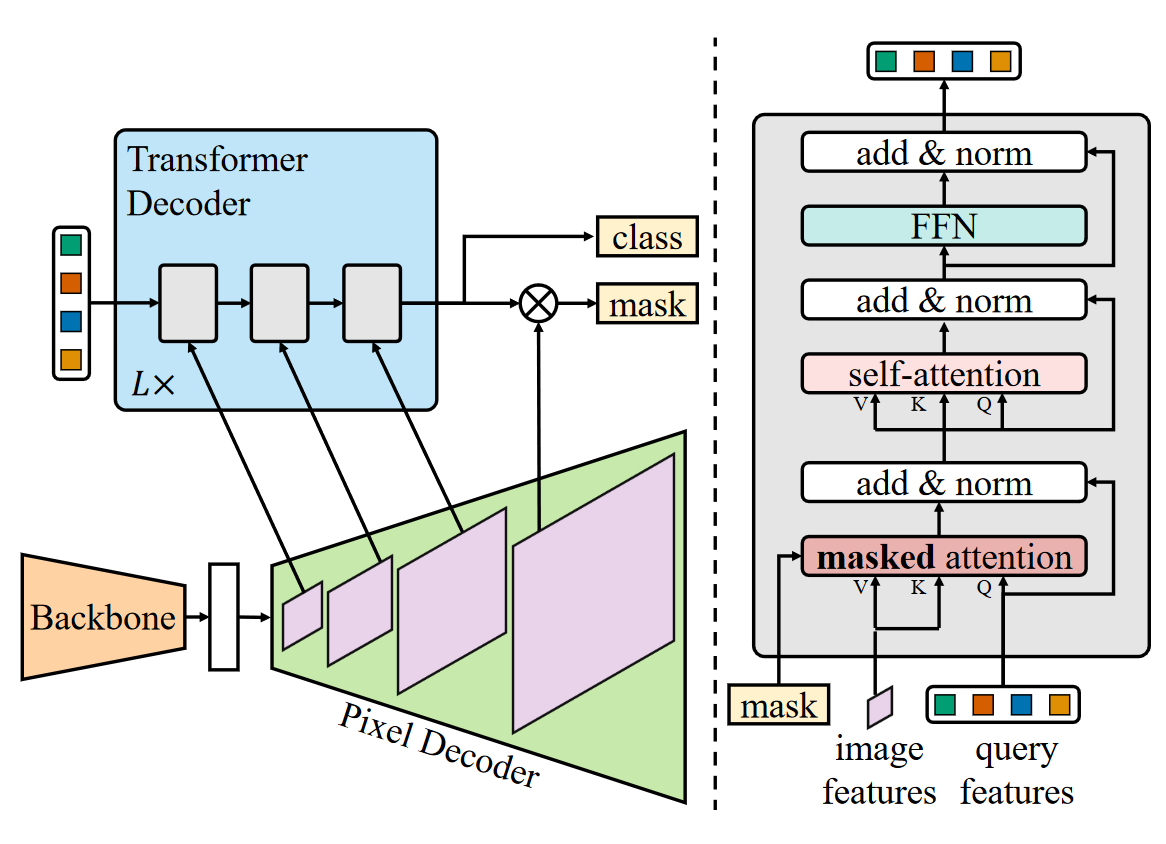 Transformer
Decoder
L×
class
mask
Backbone
Pixel Decoder
add & norm
FFN
add & norm
self-attention
V K Q
add & norm
masked attention
V K Q
mask
image
features
query
features